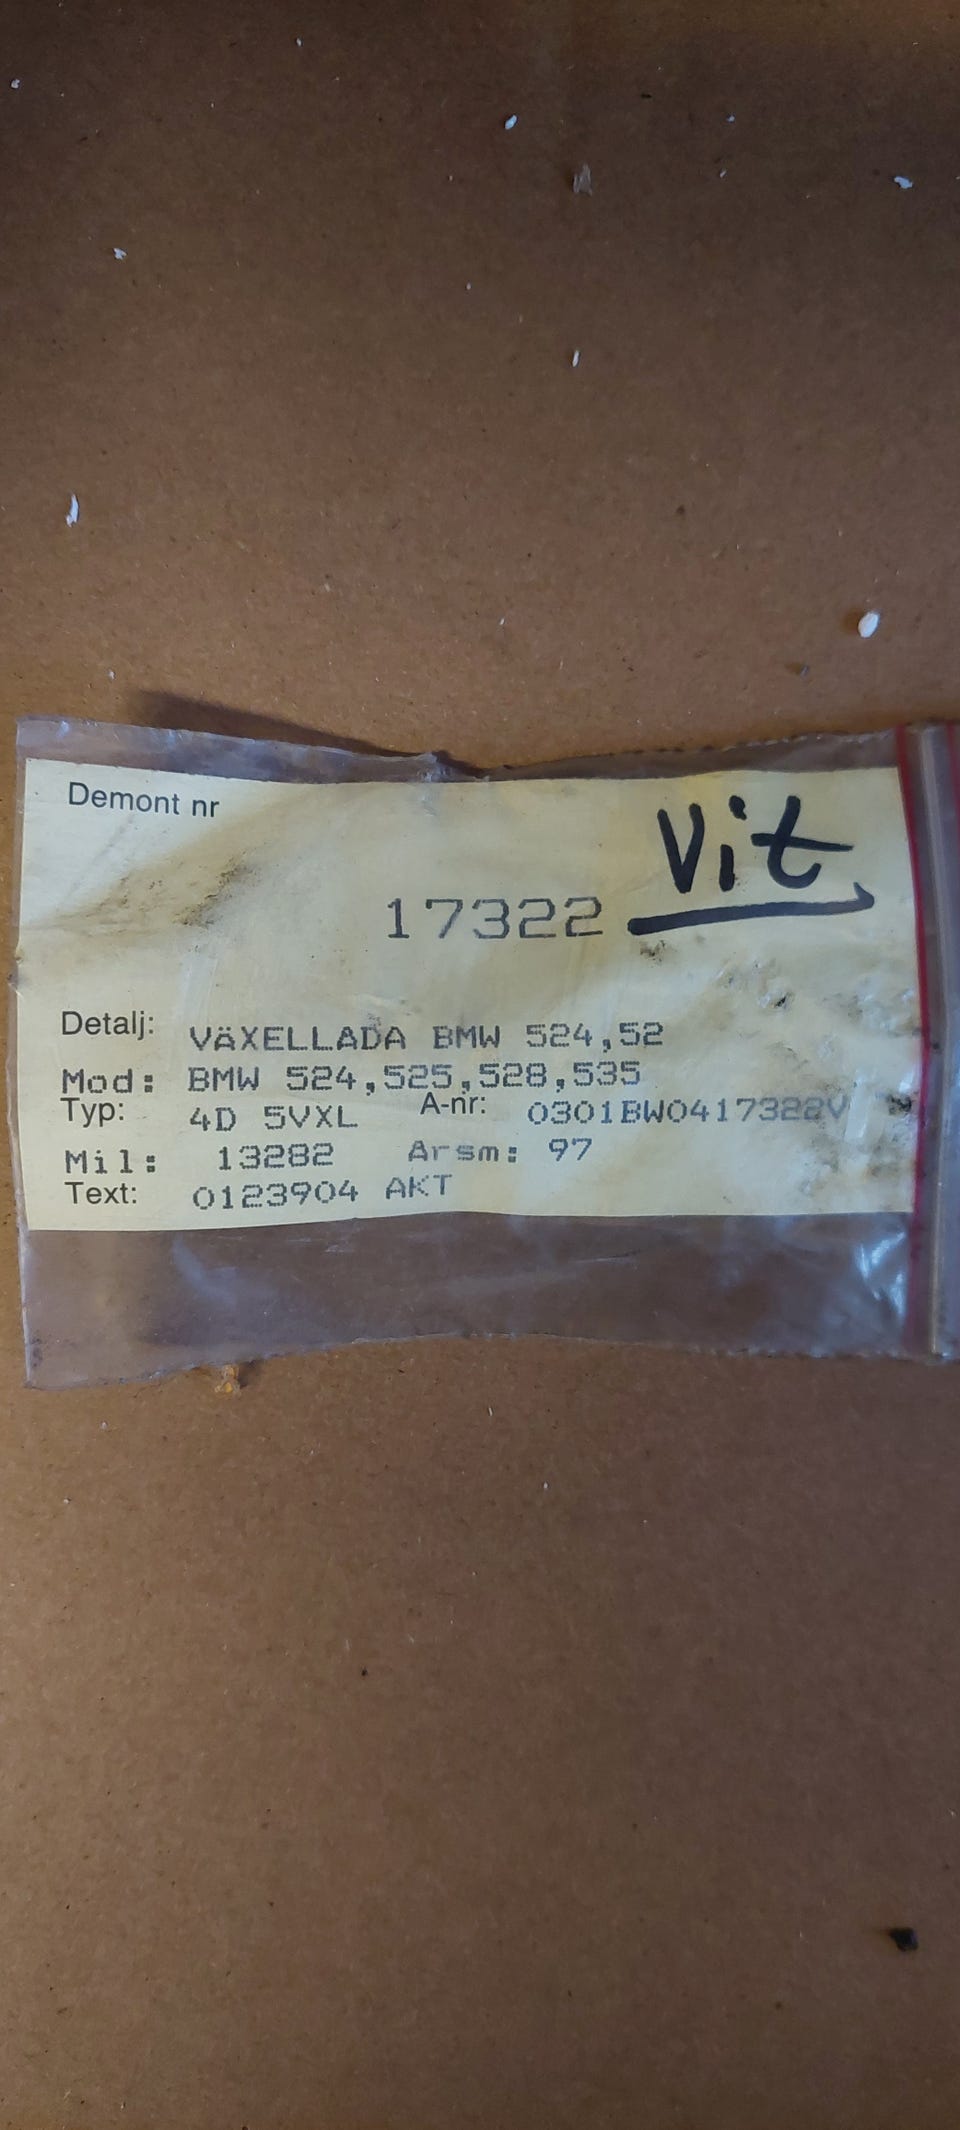 Demont nr
Vit
17322
Detalj: VÄXELLADA BMW 524,52
Mod: BMW 524,525,528,535
Typ: 4D 5VXL A-nr: 0301BW0417322V
Mil: 13282 Arsm: 97
Text: 0123904 AKT